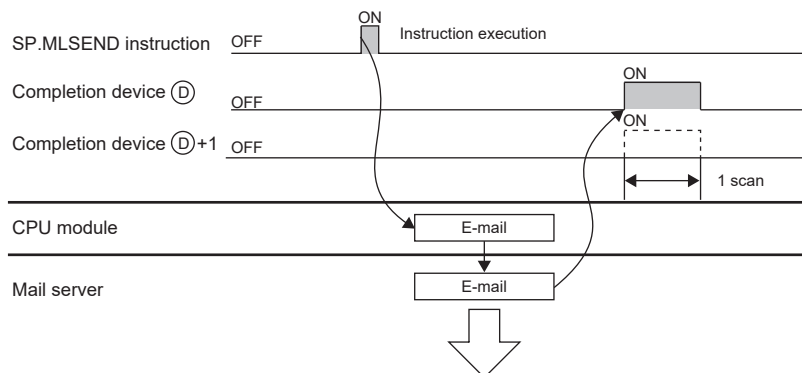 ON
SP.MLSEND instruction OFF Instruction execution
ON
Completion device Ⓓ OFF
ON
Completion device Ⓓ+1 OFF
1 scan
CPU module E-mail
Mail server E-mail